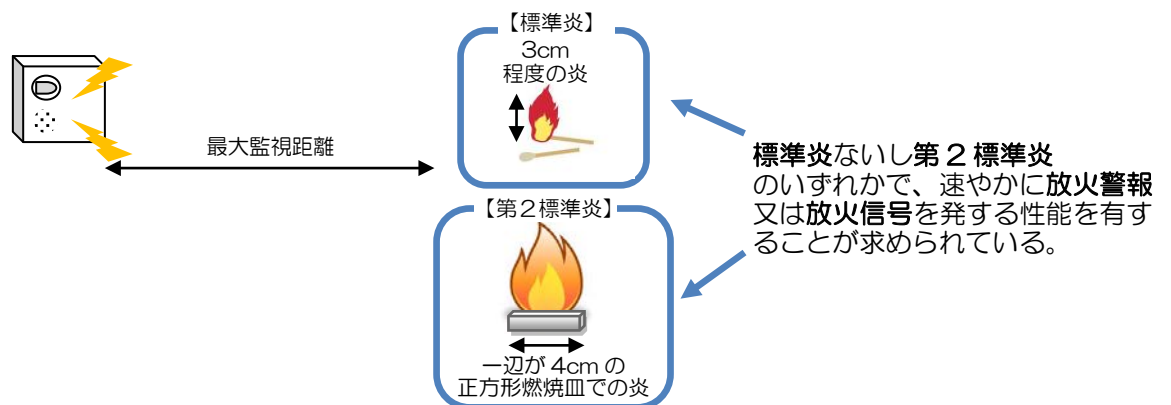 【標準炎】
3cm
程度の炎
最大監視距離
標準炎ないし第２標準炎
のいずれかで、速やかに放火警報
又は放火信号を発する性能を有す
ることが求められている。
【第２標準炎】
一辺が 4cm の
正方形燃焼皿での炎